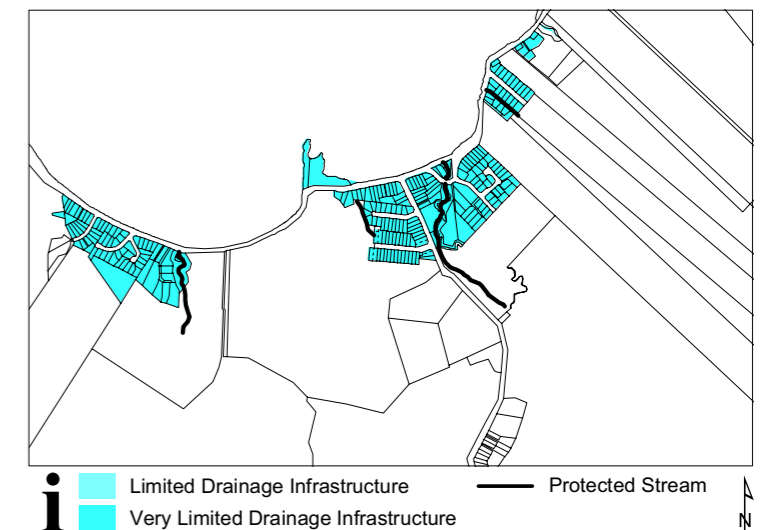 i
Limited Drainage Infrastructure
Protected Stream
Very Limited Drainage Infrastructure
N